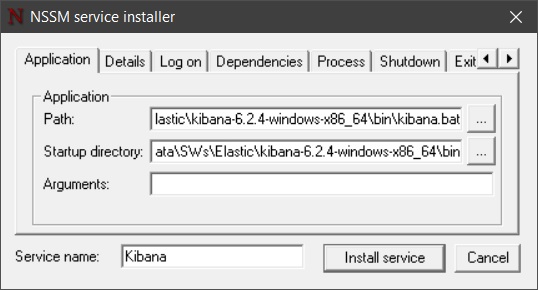 NSSM service installer
Application Details Log on Dependencies Process Shutdown Exit
Application
Path: lastic\kibana-6.2.4-windows-x86_64\bin\kibana.bat ...
Startup directory: ata\SWs\Elastic\kibana-6.2.4-windows-x86_64\bin ...
Arguments:
Service name: Kibana Install service Cancel